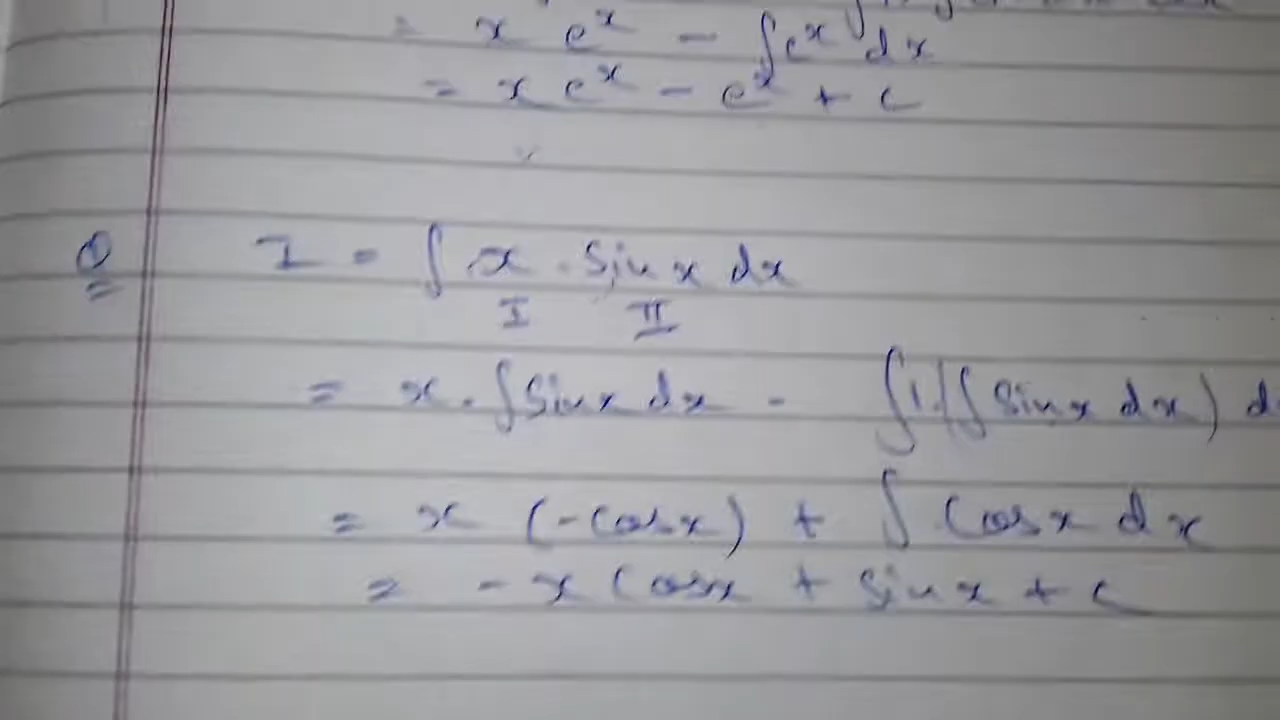 = x e^x - ∫e^x dx
= x e^x - e^x + c
Q I = ∫ x . Sin x dx
I II
= x . ∫ Sin x dx - ∫ 1.(∫ Sin x dx) d
= x (-Cos x) + ∫ Cos x dx
= - x Cos x + Sin x + c